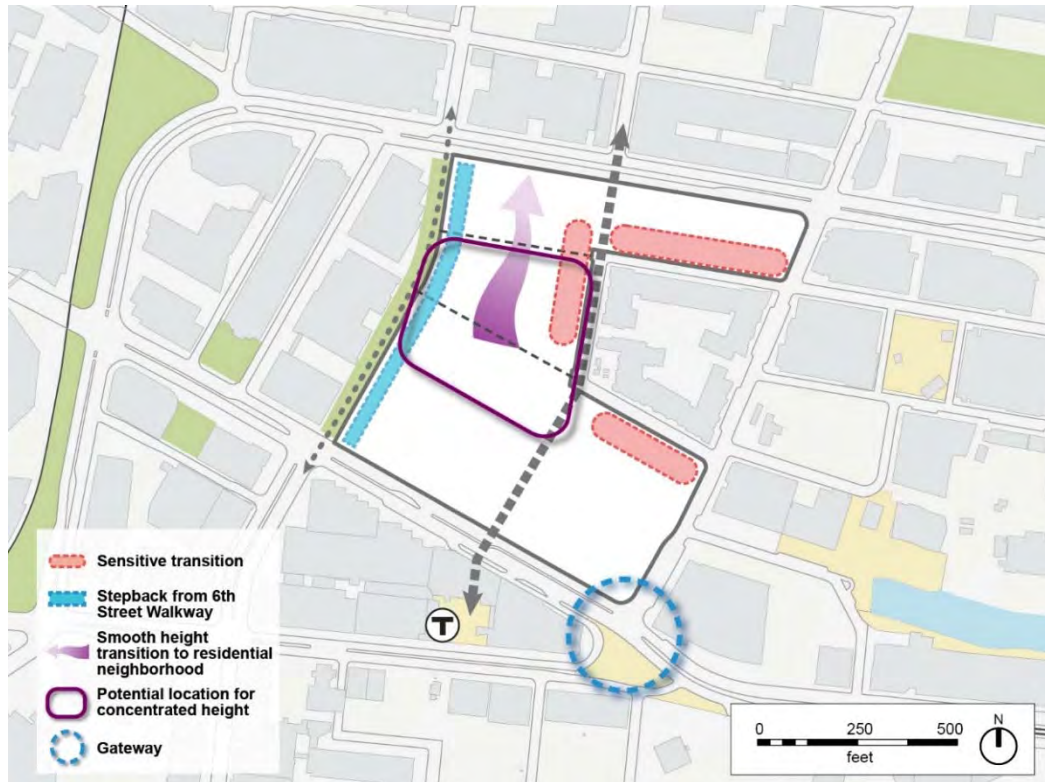 T
Sensitive transition
Stepback from 6th
Street Walkway
Smooth height
transition to residential
neighborhood
Potential location for
concentrated height
Gateway
0 250 500
feet
N